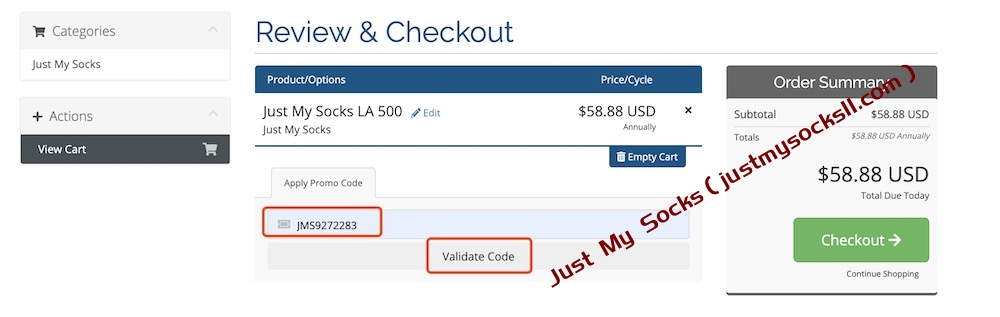 Categories
Just My Socks
Actions
View Cart
Review & Checkout
Product/Options Price/Cycle
Just My Socks LA 500 Edit $58.88 USD ×
Just My Socks Annually
Empty Cart
Apply Promo Code
JMS9272283
Validate Code
Order Summary
Subtotal $58.88 USD
Totals $58.88 USD Annually
$58.88 USD
Total Due Today
Checkout
Continue Shopping
Just My Socks ( justmysocksll.com )